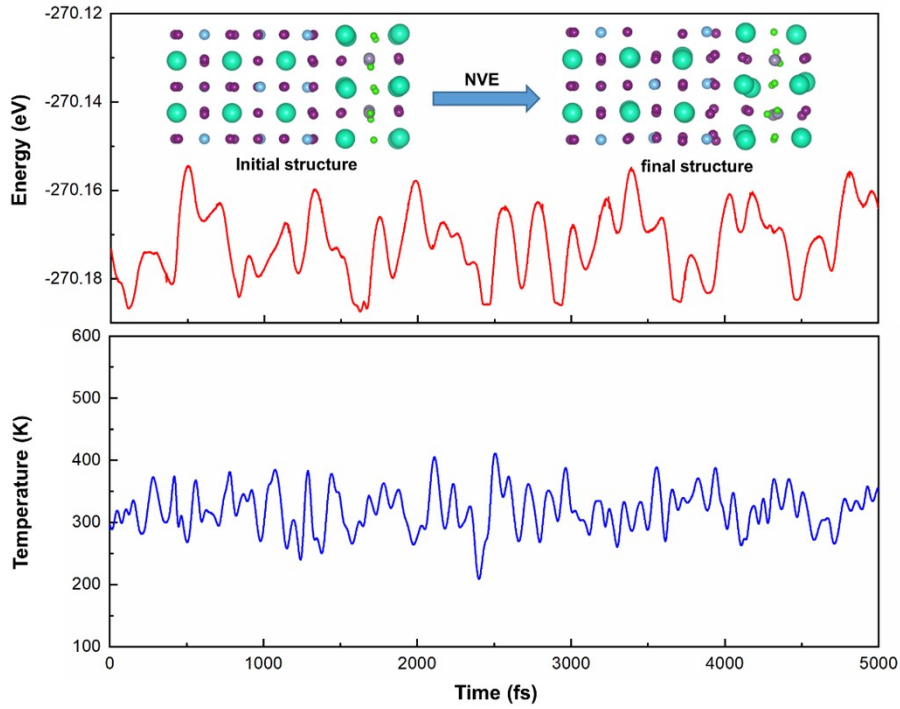 -270.12
-270.14
-270.16
-270.18
Energy (eV)
NVE
Initial structure
final structure
600
500
400
300
200
100
Temperature (K)
0
1000
2000
3000
4000
5000
Time (fs)